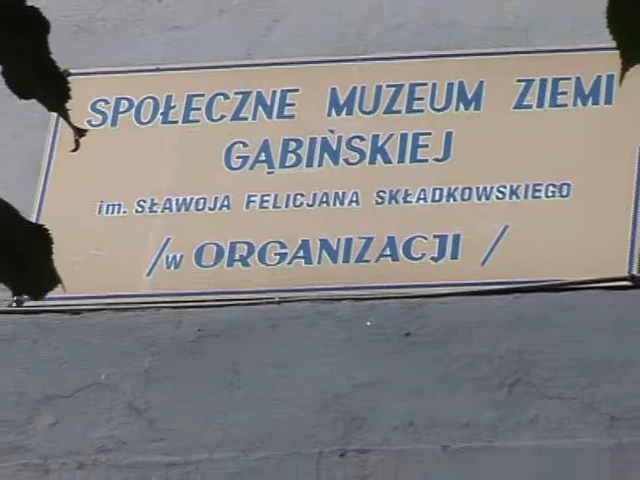 SPOŁECZNE MUZEUM ZIEMI
GĄBIŃSKIEJ
im. SŁAWOJA FELICJANA SKŁADKOWSKIEGO
/w ORGANIZACJI /